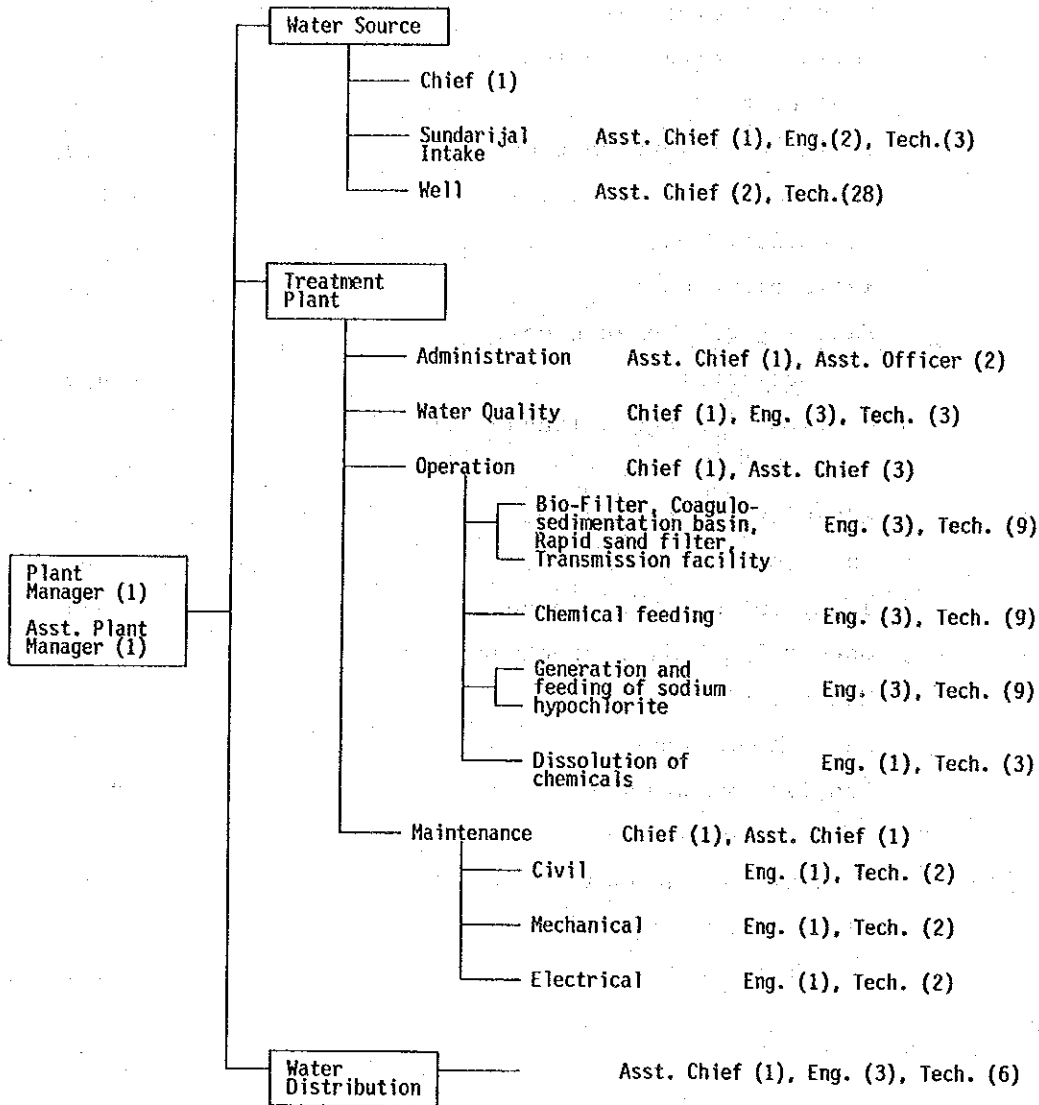 Water Source
Chief (1)
Sundarijal Asst. Chief (1), Eng.(2), Tech.(3)
Intake
Well Asst. Chief (2), Tech.(28)
Treatment
Plant
Administration Asst. Chief (1), Asst. Officer (2)
Water Quality Chief (1), Eng. (3), Tech. (3)
Operation Chief (1), Asst. Chief (3)
Bio-Filter, Coagulo-
sedimentation basin, Eng. (3), Tech. (9)
Rapid sand filter,
Transmission facility
Plant
Manager (1)
Asst. Plant
Manager (1)
Chemical feeding Eng. (3), Tech. (9)
Generation and
feeding of sodium Eng. (3), Tech. (9)
hypochlorite
Dissolution of Eng. (1), Tech. (3)
chemicals
Maintenance Chief (1), Asst. Chief (1)
Civil Eng. (1), Tech. (2)
Mechanical Eng. (1), Tech. (2)
Electrical Eng. (1), Tech. (2)
Water Asst. Chief (1), Eng. (3), Tech. (6)
Distribution